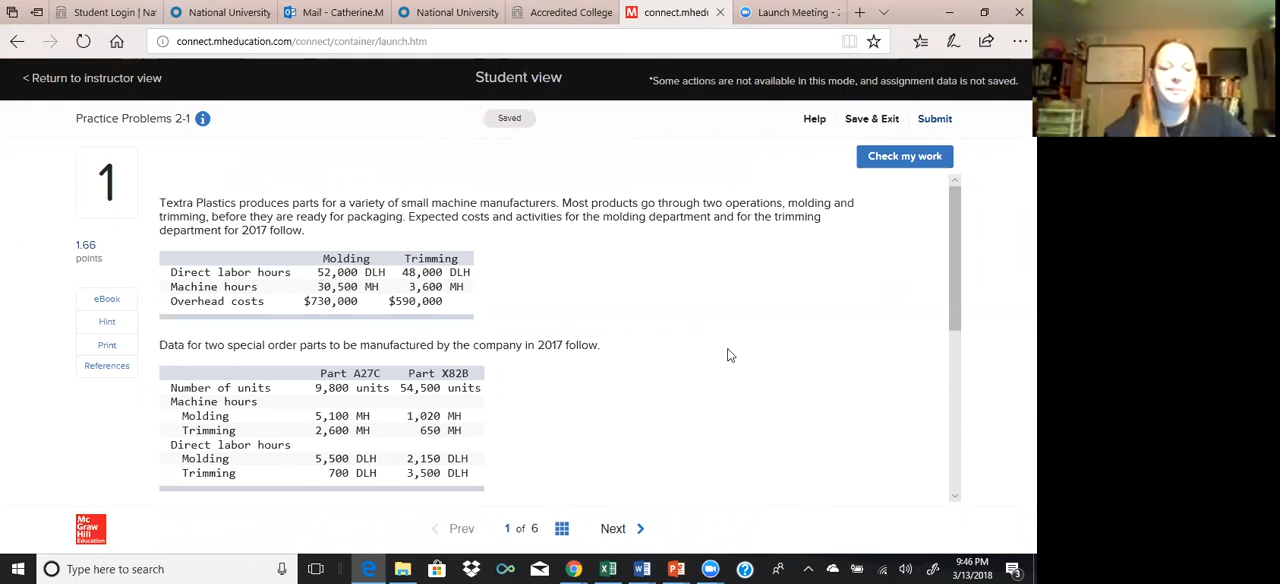 Student Login | Na
National University
Mail - Catherine.M
National University
Accredited College
M connect.mhedu
Launch Meeting - Z
connect.mheducation.com/connect/container/launch.htm
< Return to instructor view
Student view
*Some actions are not available in this mode, and assignment data is not saved.
Practice Problems 2-1 i
Saved
Help
Save & Exit
Submit
1
Check my work
1.66
points
eBook
Hint
Print
References
Textra Plastics produces parts for a variety of small machine manufacturers. Most products go through two operations, molding and
trimming, before they are ready for packaging. Expected costs and activities for the molding department and for the trimming
department for 2017 follow.
Molding Trimming
Direct labor hours 52,000 DLH 48,000 DLH
Machine hours 30,500 MH 3,600 MH
Overhead costs $730,000 $590,000
Data for two special order parts to be manufactured by the company in 2017 follow.
Part A27C Part X82B
Number of units 9,800 units 54,500 units
Machine hours
Molding 5,100 MH 1,020 MH
Trimming 2,600 MH 650 MH
Direct labor hours
Molding 5,500 DLH 2,150 DLH
Trimming 700 DLH 3,500 DLH
Mc
Graw
Hill
Education
Prev
1 of 6
Next
Type here to search
9:46 PM
3/13/2018
3